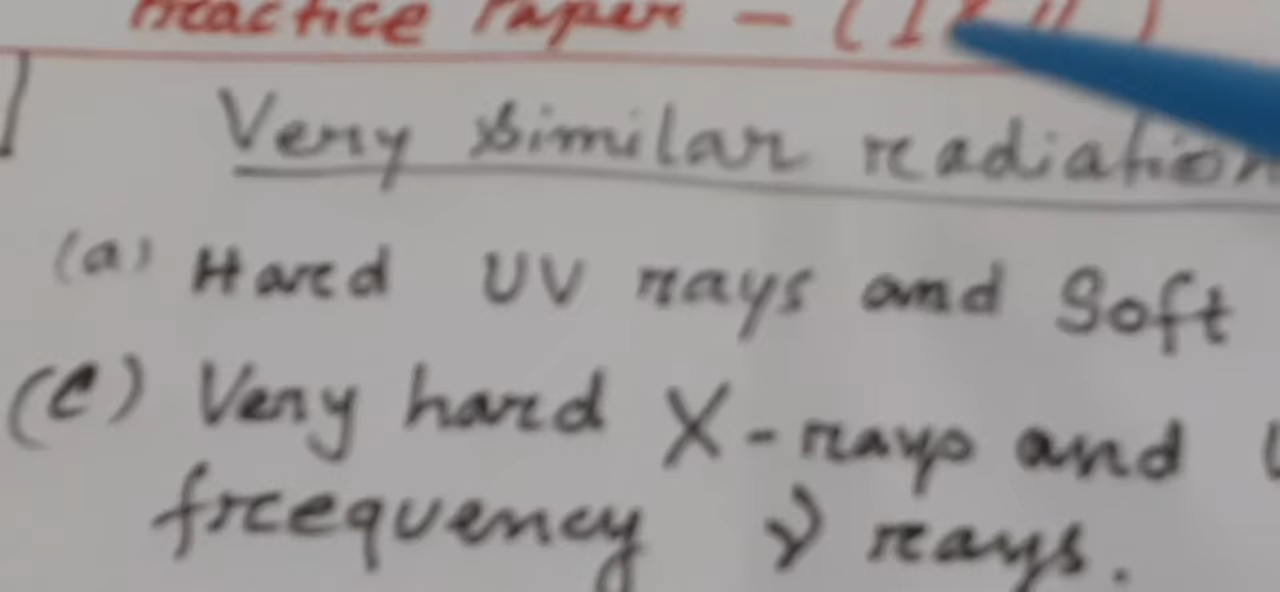 Practice Paper - (
Very similar radiation
(a) Hard UV rays and Soft
(c) Very hard X-rays and
frequency γ rays.